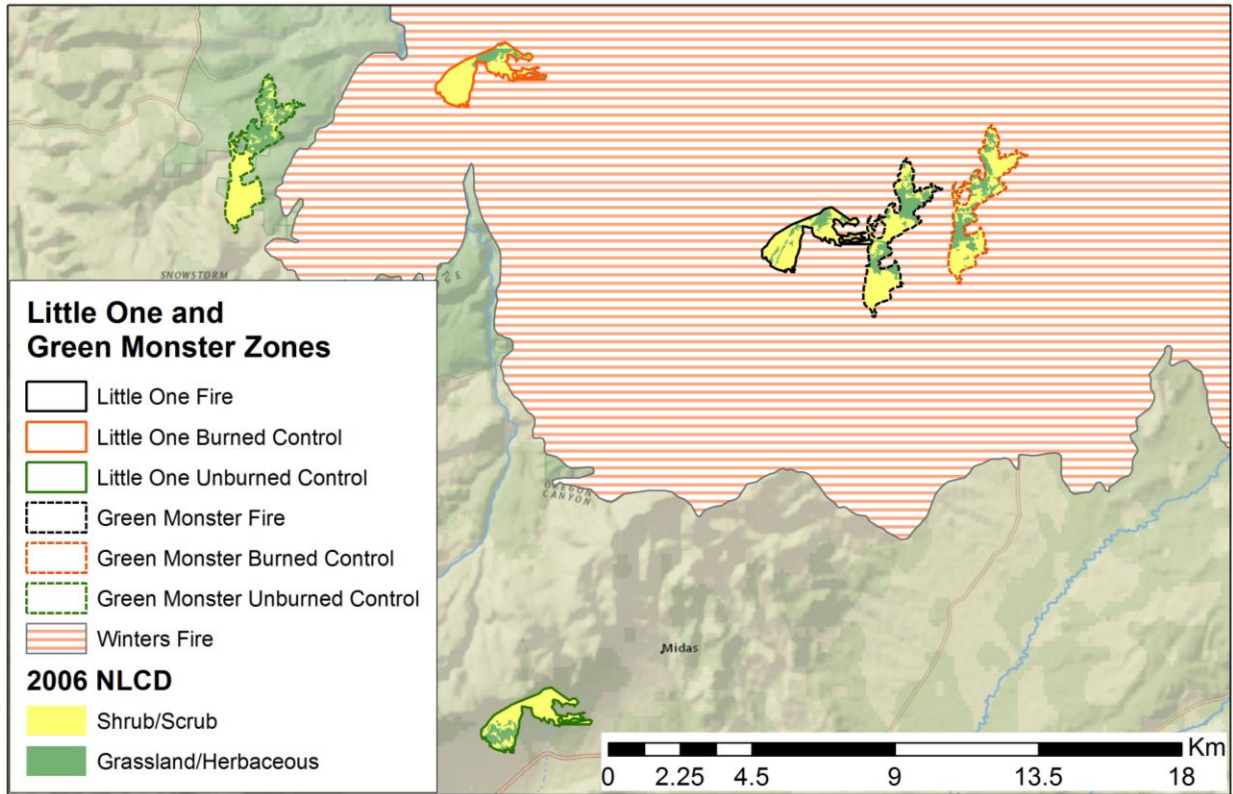 SNOWSTORM
Little One and
Green Monster Zones
Little One Fire
Little One Burned Control
Little One Unburned Control
Green Monster Fire
Green Monster Burned Control
Green Monster Unburned Control
Winters Fire
2006 NLCD
Shrub/Scrub
Grassland/Herbaceous
OREGON
CANYON
Midas
Km
0 2.25 4.5 9 13.5 18